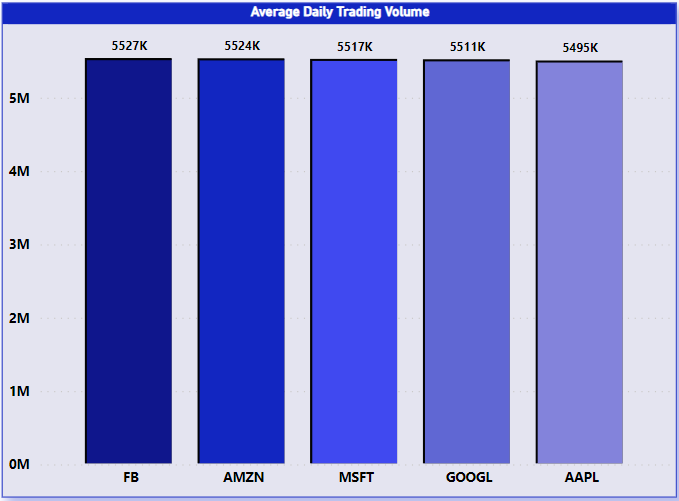 Average Daily Trading Volume
5527K 5524K 5517K 5511K 5495K
5M
4M
3M
2M
1M
0M
FB AMZN MSFT GOOGL AAPL